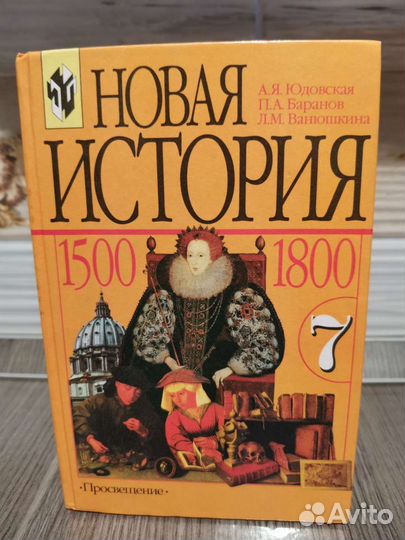 НОВАЯ
А.Я. Юдовская
П.А. Баранов
Л.М. Ванюшкина
ИСТОРИЯ
1500 1800
7
·Просвещение·
Avito